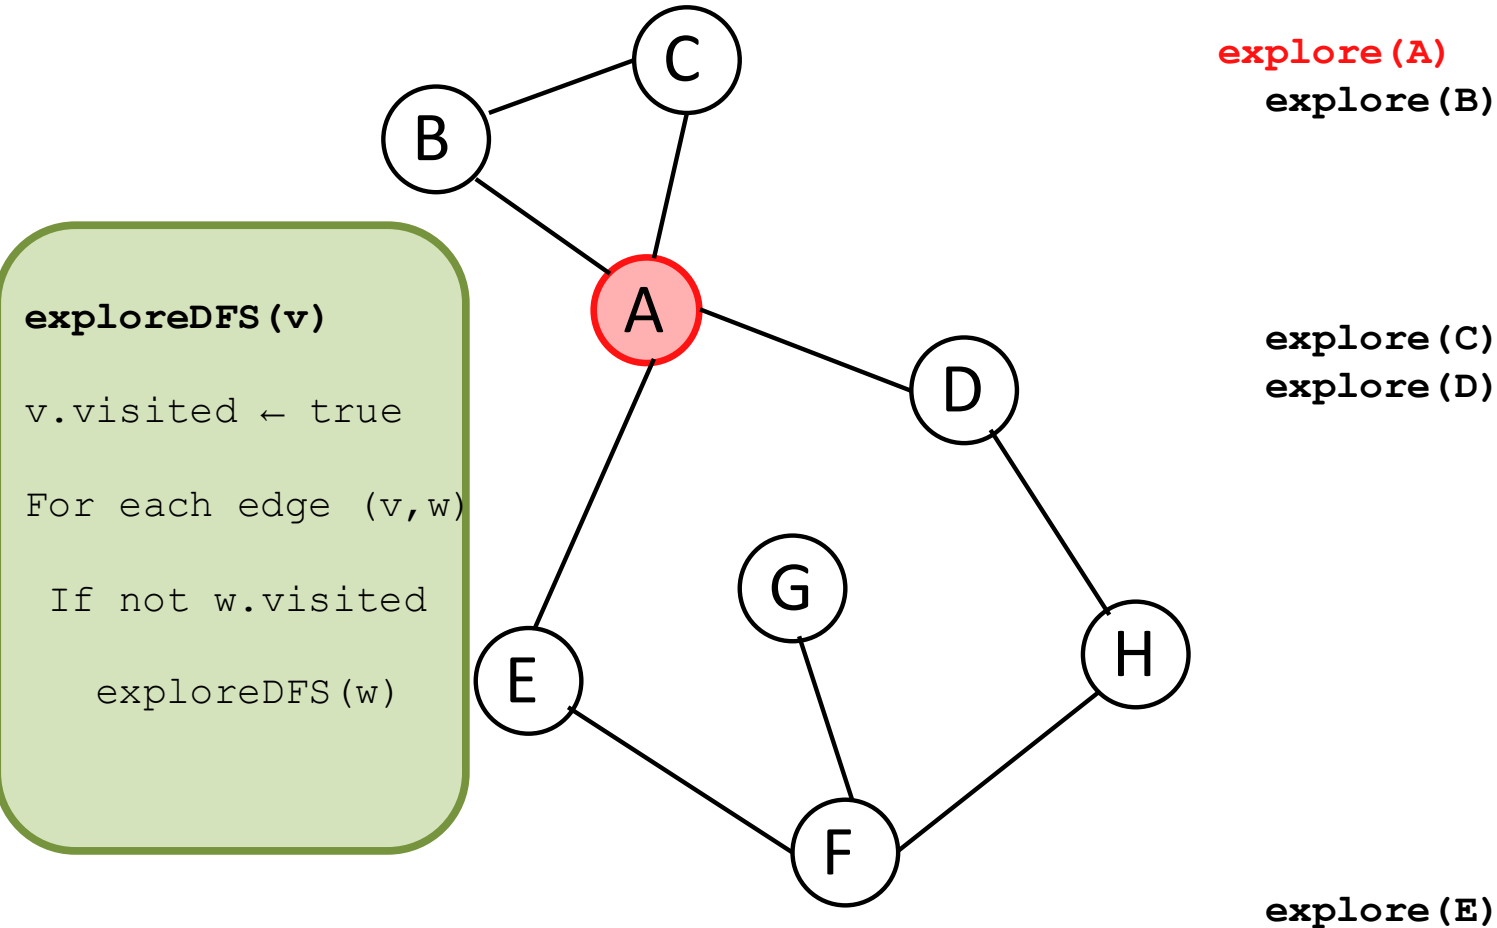 exploreDFS(v)
v.visited ← true
For each edge (v,w)
If not w.visited
exploreDFS(w)
C
B
A
D
G
H
E
F
explore(A)
explore(B)
explore(C)
explore(D)
explore(E)